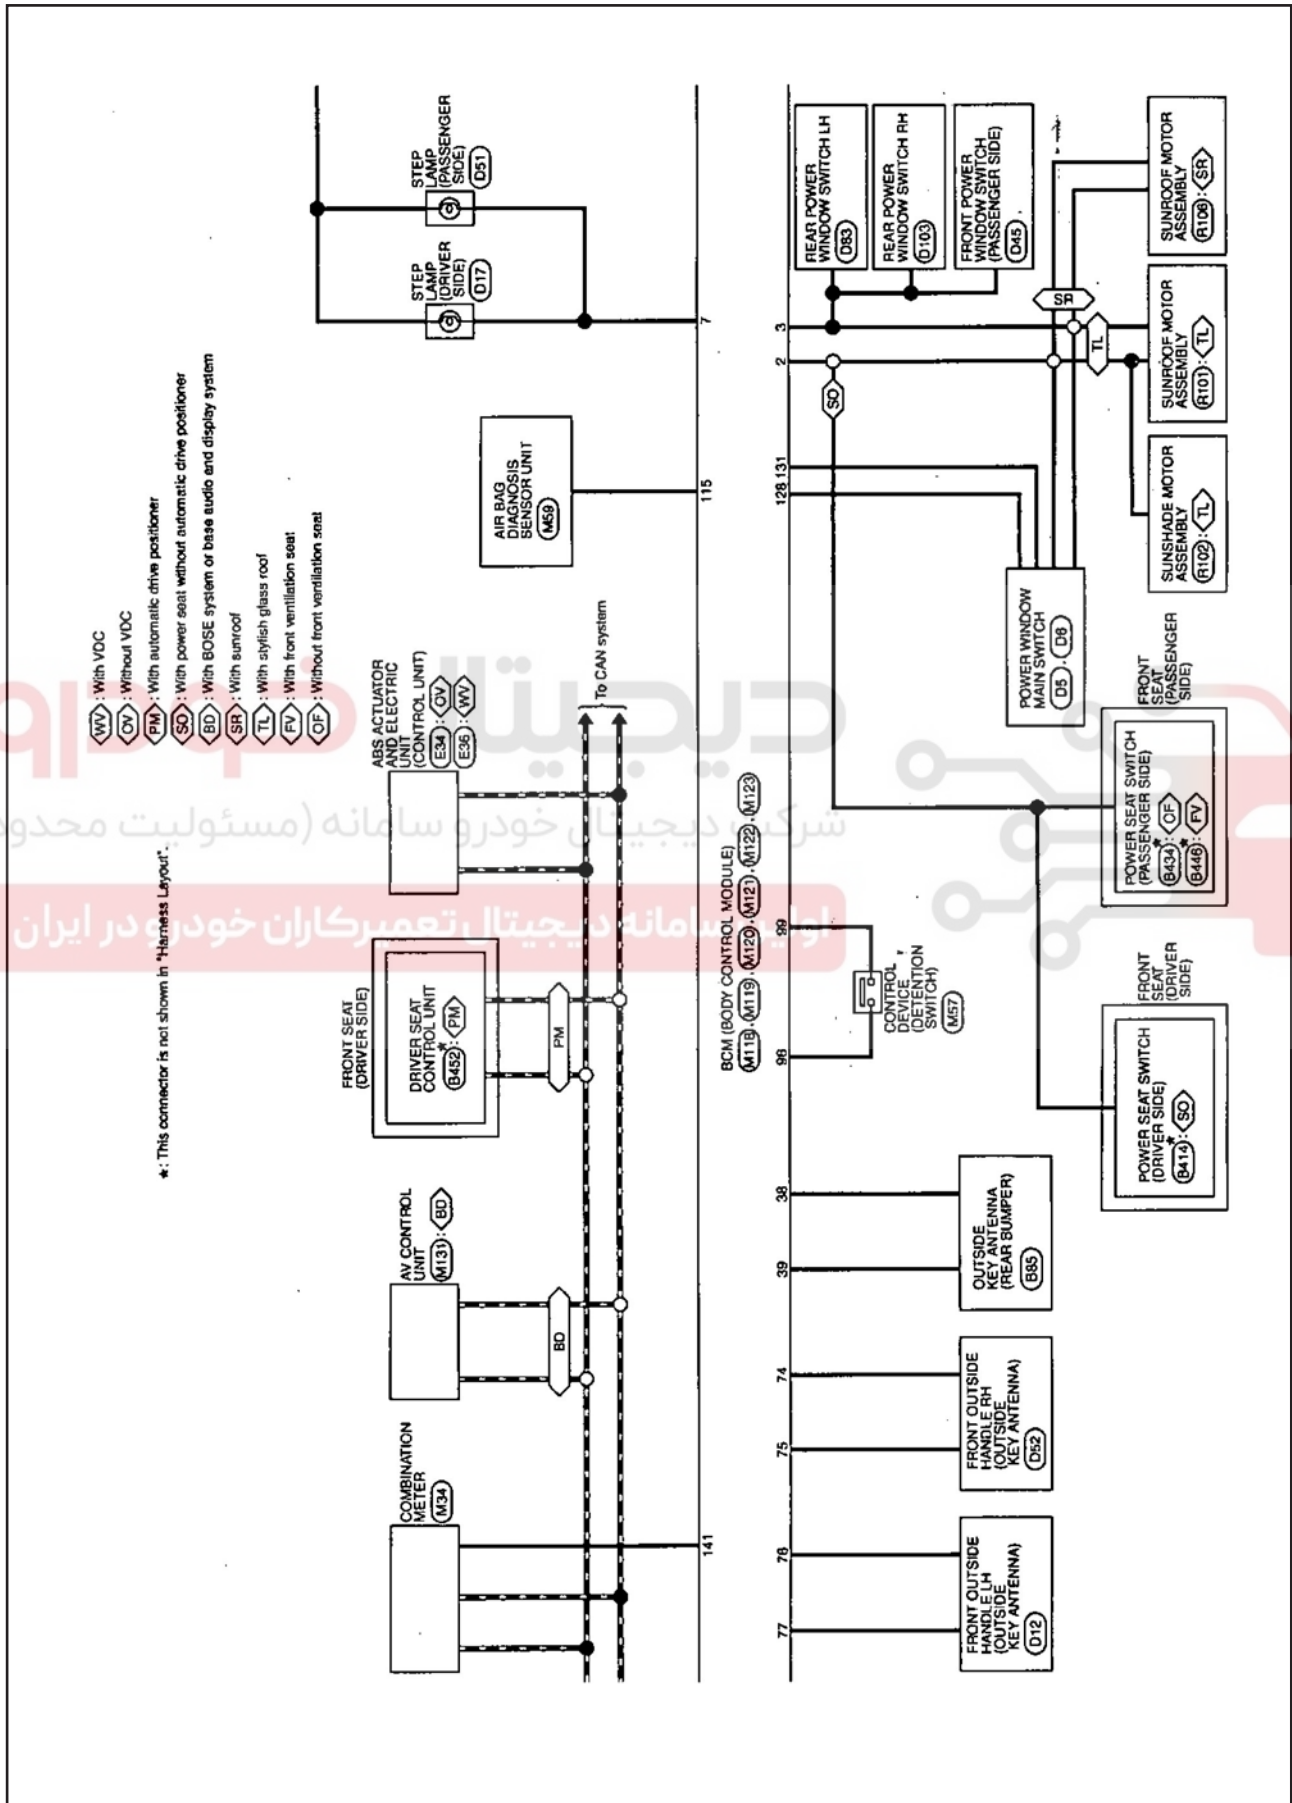 WV : With VDC
OV : Without VDC
PM : With automatic drive positioner
SO : With power seat without automatic drive positioner
BD : With BOSE system or base audio and display system
SR : With sunroof
TL : With stylish glass roof
FV : With front ventilation seat
OF : Without front ventilation seat
★: This connector is not shown in "Harness Layout".
COMBINATION
METER
M34
AV CONTROL
UNIT
M131 : BD
FRONT SEAT
(DRIVER SIDE)
DRIVER SEAT
CONTROL UNIT
B452★ : PM
ABS ACTUATOR
AND ELECTRIC
UNIT
(CONTROL UNIT)
E34 : OV
E36 : WV
AIR BAG
DIAGNOSIS
SENSOR UNIT
M59
STEP
LAMP
(DRIVER
SIDE)
D17
STEP
LAMP
(PASSENGER
SIDE)
D51
BD
PM
To CAN system
141
115
7
BCM (BODY CONTROL MODULE)
M118 , M119 , M120 , M121 , M122 , M123
77
78
75
74
39
38
96
99
128
131
2
3
CONTROL
DEVICE
(DETENTION
SWITCH)
M57
SO
FRONT OUTSIDE
HANDLE LH
(OUTSIDE
KEY ANTENNA)
D12
FRONT OUTSIDE
HANDLE RH
(OUTSIDE
KEY ANTENNA)
D52
OUTSIDE
KEY ANTENNA
(REAR BUMPER)
B85
POWER WINDOW
MAIN SWITCH
D5 , D6
REAR POWER
WINDOW SWITCH LH
D83
REAR POWER
WINDOW SWITCH RH
D103
FRONT POWER
WINDOW SWITCH
(PASSENGER SIDE)
D45
SR
TL
FRONT
SEAT
(DRIVER
SIDE)
POWER SEAT SWITCH
(DRIVER SIDE)
B414★ : SO
FRONT
SEAT
(PASSENGER
SIDE)
POWER SEAT SWITCH
(PASSENGER SIDE)
B434★ : OF
B446★ : FV
SUNSHADE MOTOR
ASSEMBLY
R102 : TL
SUNROOF MOTOR
ASSEMBLY
R101 : TL
SUNROOF MOTOR
ASSEMBLY
R106 : SR
دیجیتال خودرو
شرکت دیجیتال خودرو سامانه (مسئولیت محدود
اولین سامانه دیجیتال تعمیرکاران خودرو در ایران